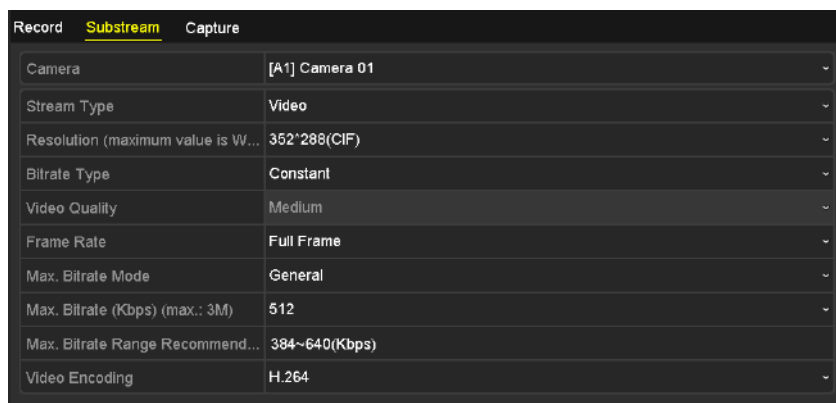 Record Substream Capture
Camera [A1] Camera 01
Stream Type Video
Resolution (maximum value is W... 352*288(CIF)
Bitrate Type Constant
Video Quality Medium
Frame Rate Full Frame
Max. Bitrate Mode General
Max. Bitrate (Kbps) (max.: 3M) 512
Max. Bitrate Range Recommend... 384~640(Kbps)
Video Encoding H.264